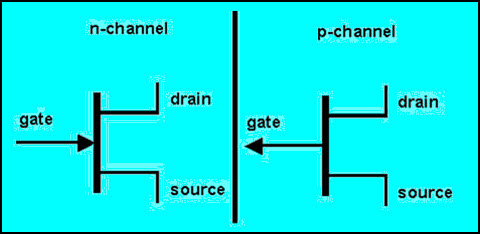 n-channel
drain
gate
source
p-channel
drain
gate
source